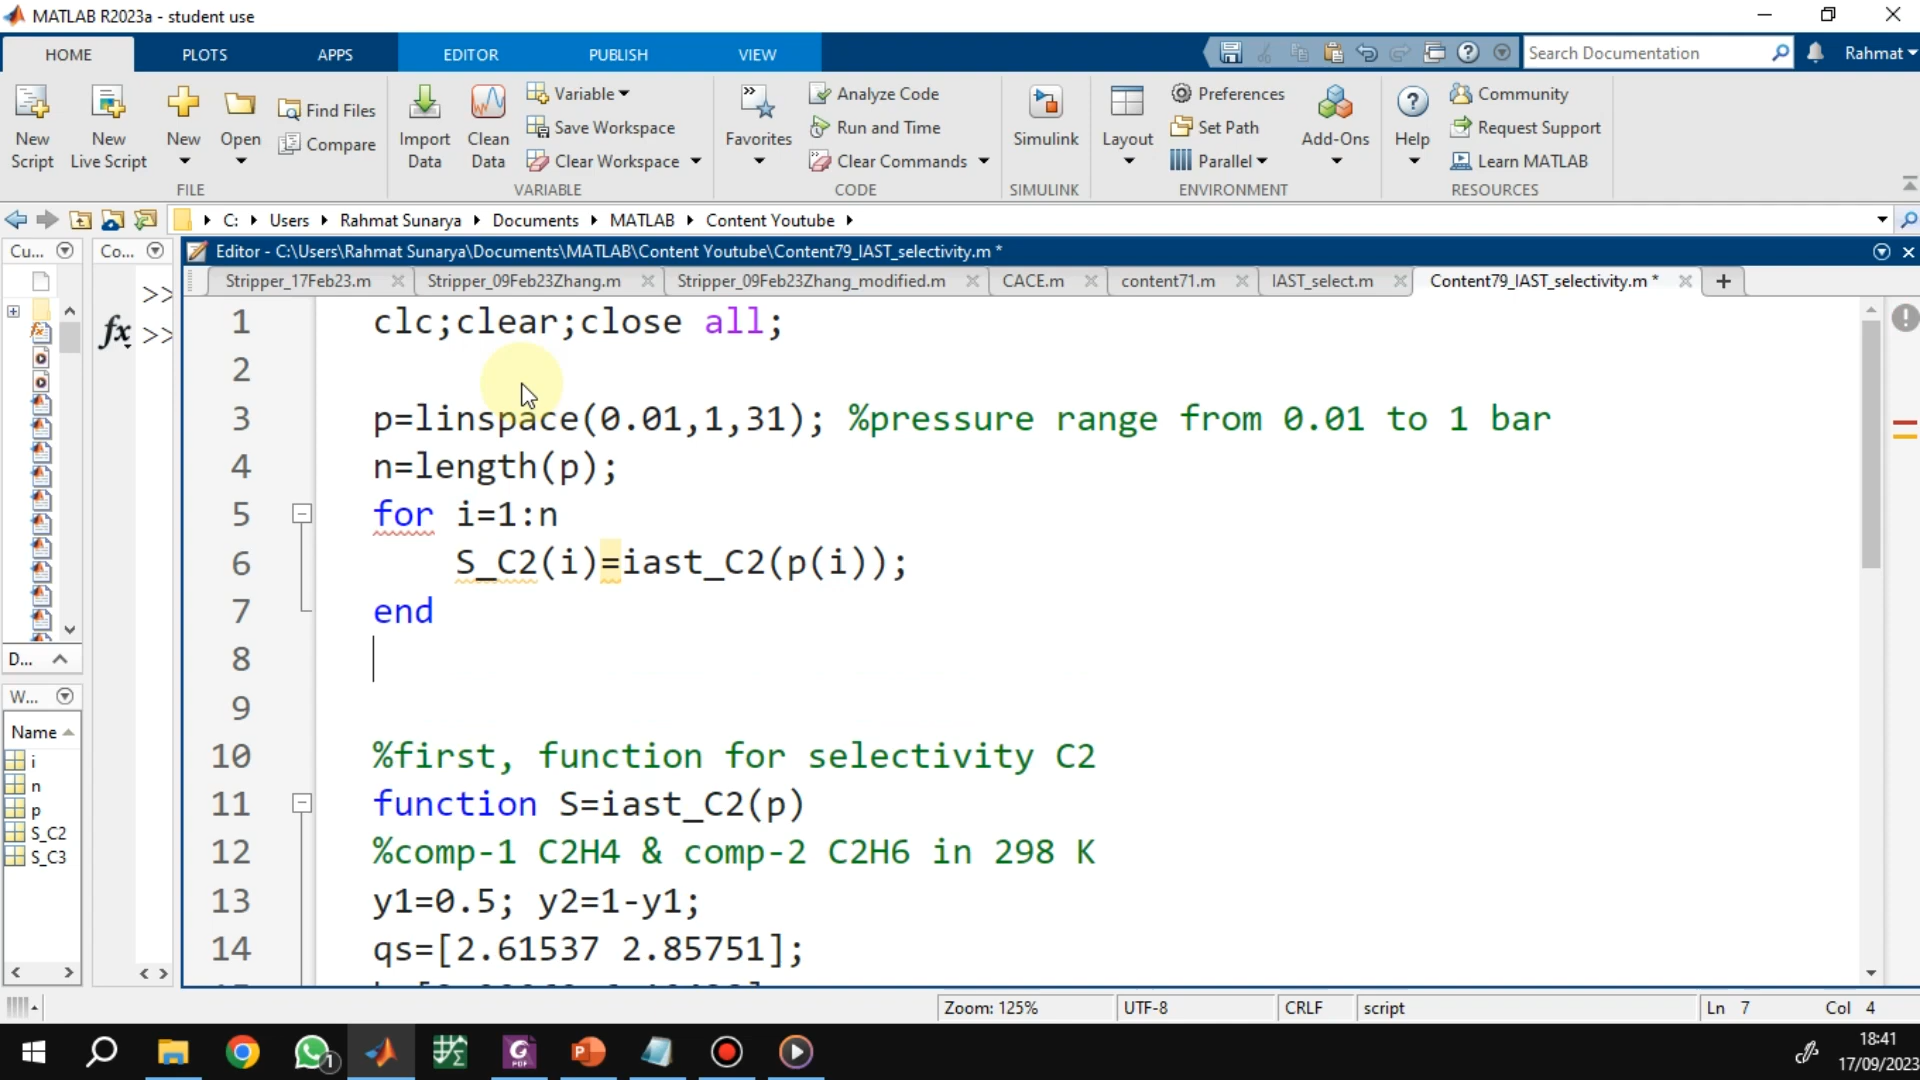 MATLAB R2023a - student use
HOME PLOTS APPS EDITOR PUBLISH VIEW Search Documentation Rahmat
New Script
New Live Script
New
Open
Find Files
Compare
FILE
Import Data
Clean Data
Variable
Save Workspace
Clear Workspace
VARIABLE
Favorites
Analyze Code
Run and Time
Clear Commands
CODE
Simulink
SIMULINK
Layout
Preferences
Set Path
Parallel
Add-Ons
ENVIRONMENT
Help
Community
Request Support
Learn MATLAB
RESOURCES
C: Users Rahmat Sunarya Documents MATLAB Content Youtube
Cu...
Co...
Editor - C:\Users\Rahmat Sunarya\Documents\MATLAB\Content Youtube\Content79_IAST_selectivity.m *
Stripper_17Feb23.m Stripper_09Feb23Zhang.m Stripper_09Feb23Zhang_modified.m CACE.m content71.m IAST_select.m Content79_IAST_selectivity.m * +
>>
fx >>
1 clc;clear;close all;
2
3 p=linspace(0.01,1,31); %pressure range from 0.01 to 1 bar
4 n=length(p);
5 for i=1:n
6 S_C2(i)=iast_C2(p(i));
7 end
8
9
10 %first, function for selectivity C2
11 function S=iast_C2(p)
12 %comp-1 C2H4 & comp-2 C2H6 in 298 K
13 y1=0.5; y2=1-y1;
14 qs=[2.61537 2.85751];
D...
W...
Name
i
n
p
S_C2
S_C3
Zoom: 125% UTF-8 CRLF script Ln 7 Col 4
1
18:41
17/09/2023